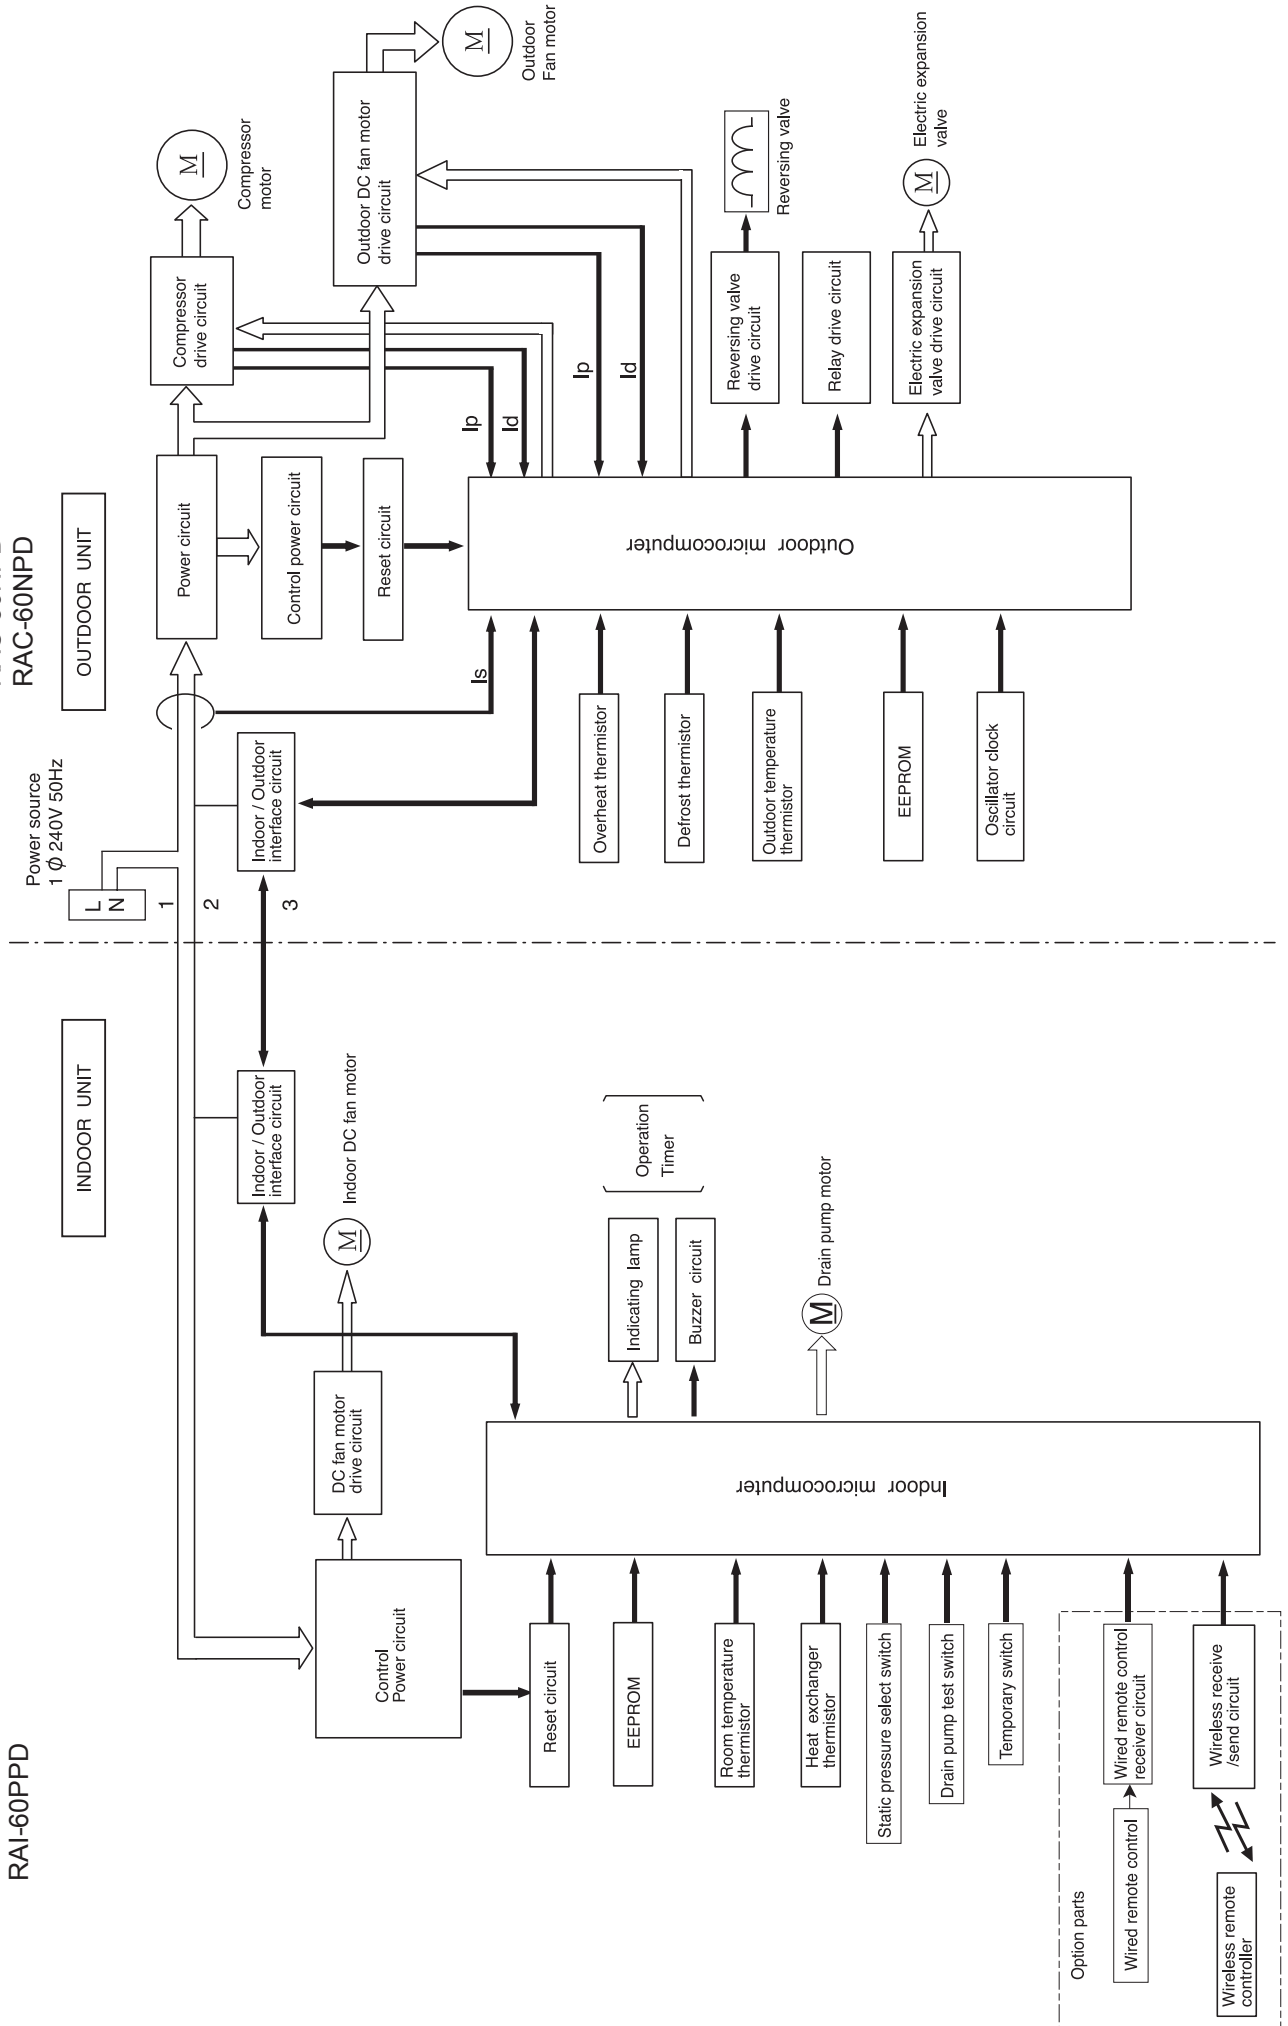 RAI-60PPD
INDOOR UNIT
RAC-60NPD
OUTDOOR UNIT
Power source
1 ϕ 240V 50Hz
L
N
1
2
3
Control
Power circuit
DC fan motor
drive circuit
M
Indoor DC fan motor
Indoor / Outdoor
interface circuit
Indoor / Outdoor
interface circuit
Reset circuit
EEPROM
Room temperature
thermistor
Heat exchanger
thermistor
Static pressure select switch
Drain pump test switch
Temporary switch
Option parts
Wired remote control
Wired remote control
receiver circuit
Wireless remote
controller
Wireless receive
/send circuit
Indoor microcomputer
Indicating lamp
Buzzer circuit
Operation
Timer
M
Drain pump motor
Power circuit
Control power circuit
Reset circuit
Compressor
drive circuit
M
Compressor
motor
Outdoor DC fan motor
drive circuit
M
Outdoor
Fan motor
Is
Ip
Id
Ip
Id
Overheat thermistor
Defrost thermistor
Outdoor temperature
thermistor
EEPROM
Oscillator clock
circuit
Outdoor microcomputer
Reversing valve
drive circuit
Reversing valve
Relay drive circuit
Electric expansion
valve drive circuit
M
Electric expansion
valve